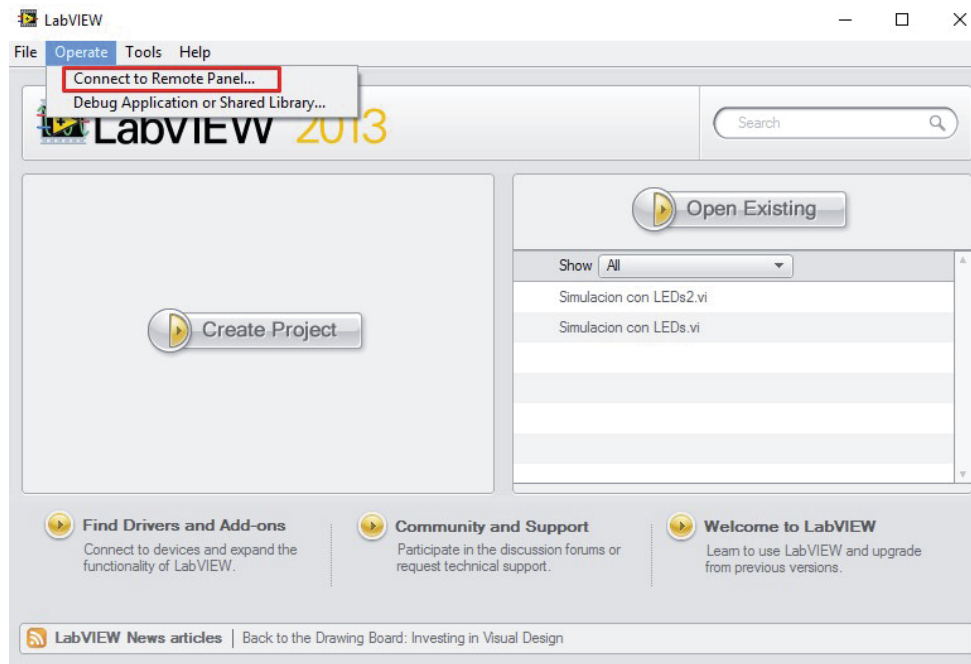 LabVIEW
File Operate Tools Help
Connect to Remote Panel...
Debug Application or Shared Library...
LabVIEW 2013
Search
Open Existing
Show All
Simulacion con LEDs2.vi
Simulacion con LEDs.vi
Create Project
Find Drivers and Add-ons
Connect to devices and expand the
functionality of LabVIEW.
Community and Support
Participate in the discussion forums or
request technical support.
Welcome to LabVIEW
Learn to use LabVIEW and upgrade
from previous versions.
LabVIEW News articles | Back to the Drawing Board: Investing in Visual Design